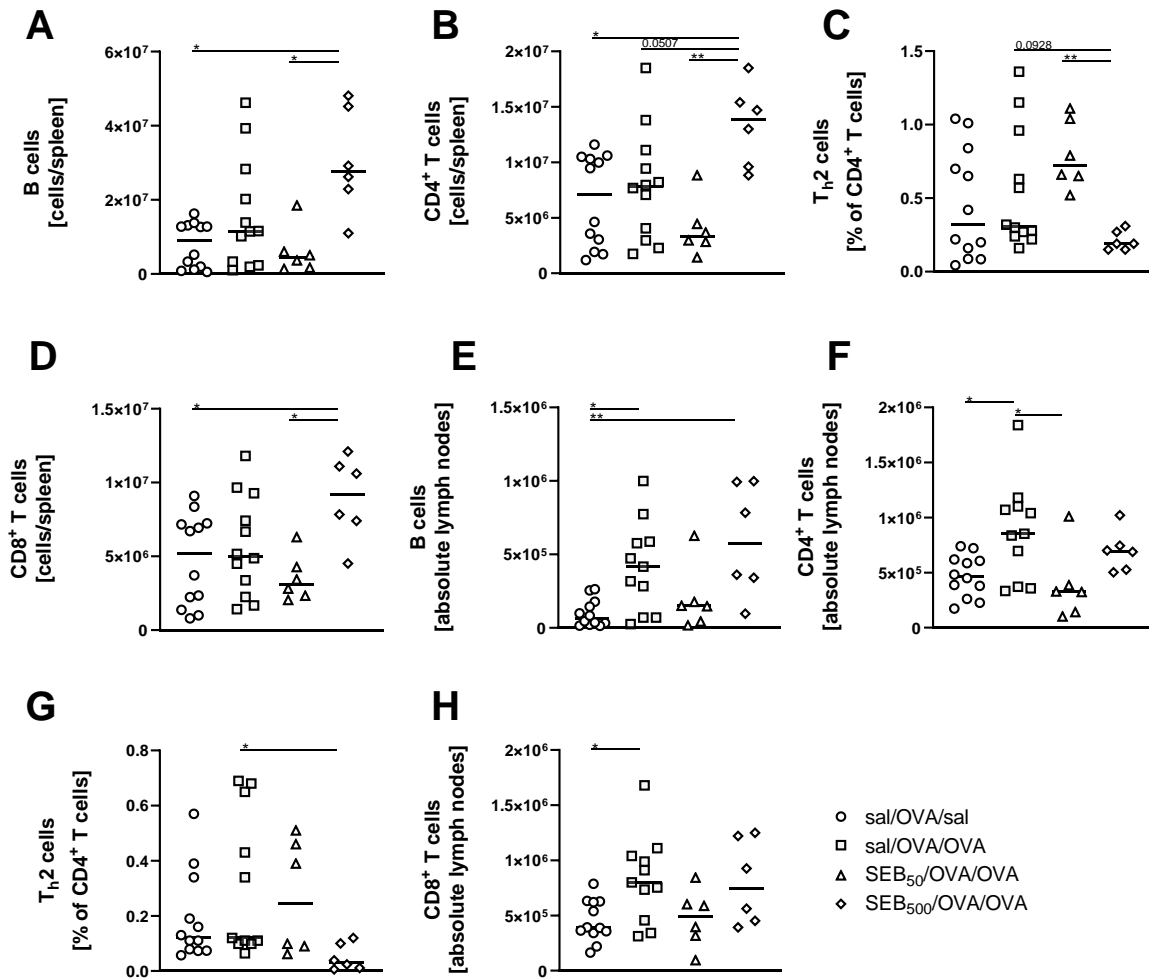 A
B cells
[cells/spleen]
6×10⁷
4×10⁷
2×10⁷
0
*
*
B
CD4⁺ T cells
[cells/spleen]
2×10⁷
1.5×10⁷
1×10⁷
5×10⁶
0
*
0.0507
**
C
Tₕ2 cells
[% of CD4⁺ T cells]
1.5
1.0
0.5
0.0
0.0928
**
D
CD8⁺ T cells
[cells/spleen]
1.5×10⁷
1×10⁷
5×10⁶
0
*
*
E
B cells
[absolute lymph nodes]
1.5×10⁶
1×10⁶
5×10⁵
0
*
**
F
CD4⁺ T cells
[absolute lymph nodes]
2×10⁶
1.5×10⁶
1×10⁶
5×10⁵
0
*
*
G
Tₕ2 cells
[% of CD4⁺ T cells]
0.8
0.6
0.4
0.2
0.0
*
H
CD8⁺ T cells
[absolute lymph nodes]
2×10⁶
1.5×10⁶
1×10⁶
5×10⁵
0
*
sal/OVA/sal
sal/OVA/OVA
SEB₅₀/OVA/OVA
SEB₅₀₀/OVA/OVA